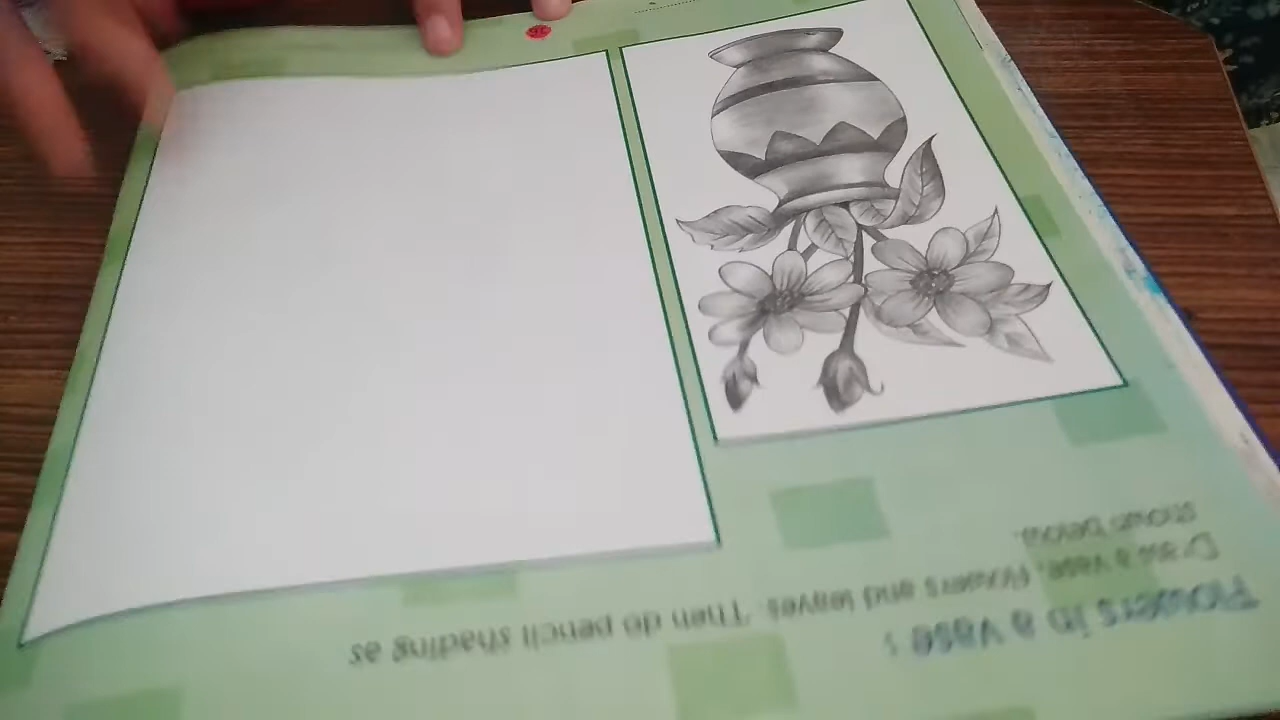 Flowers in a vase :
Draw a vase, flowers and leaves. Then do pencil shading as
shown below.